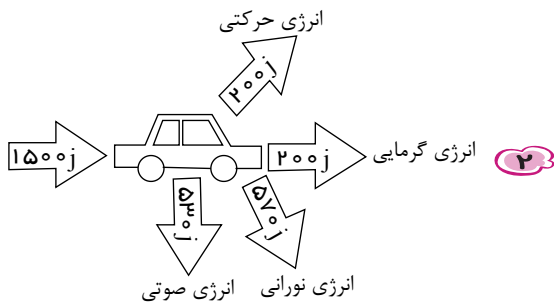 انرژی حرکتی
۲۰۰j
۱۵۰۰j
۲۰۰j
انرژی گرمایی
۲
۵۳۰j
۵۷۰j
انرژی صوتی
انرژی نورانی